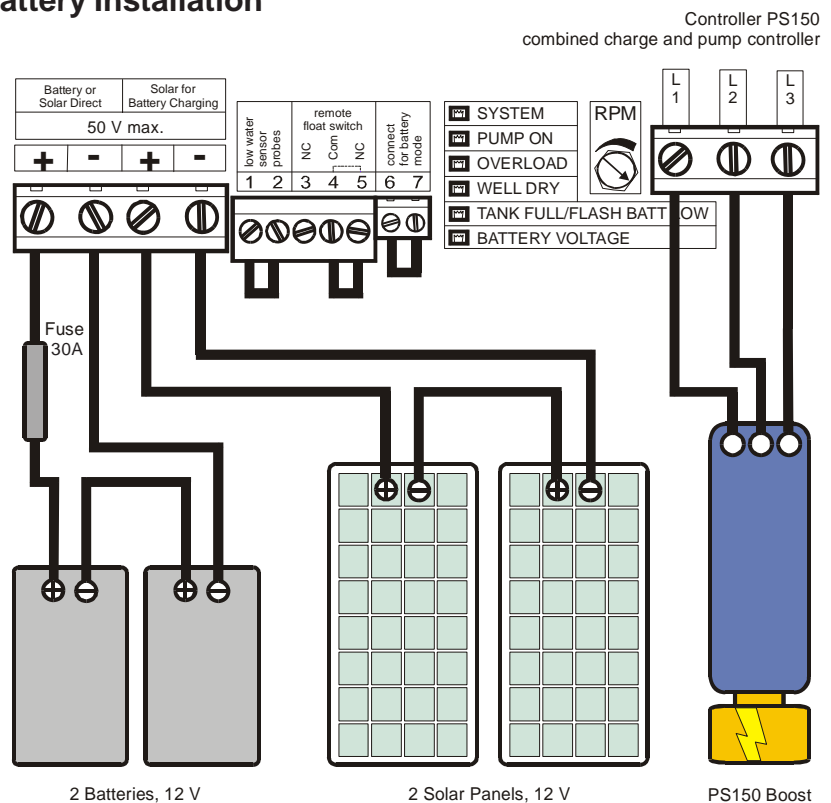 attery Installation
Controller PS150
combined charge and pump controller
Battery or
Solar Direct
Solar for
Battery Charging
50 V max.
+ - + -
low water
sensor
probes
remote
float switch
NC Com NC
connect
for battery
mode
1 2 3 4 5 6 7
SYSTEM
PUMP ON
OVERLOAD
WELL DRY
TANK FULL/FLASH BATT LOW
BATTERY VOLTAGE
RPM
L
1
L
2
L
3
Fuse
30A
2 Batteries, 12 V
2 Solar Panels, 12 V
PS150 Boost